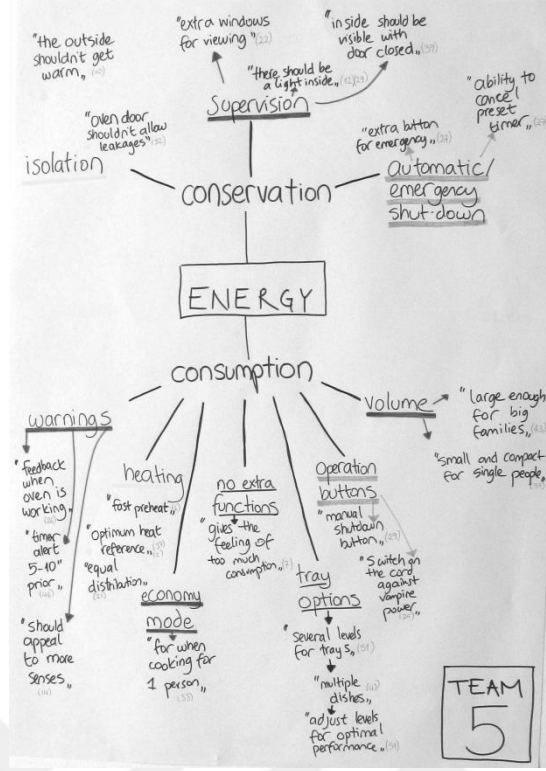 "the outside
shouldn't get
warm„
"extra windows
for viewing" (22)
"inside should be
visible with
door closed„
"there should be
a light inside„
Supervision
"ability to
cancel
preset
timer„
"extra button
for emergency„
"oven door
shouldn't allow
leakages"
isolation
conservation
automatic/
emergency
shut-down
ENERGY
consumption
warnings
"feedback
when
oven is
working„
"timer
alert
5-10"
prior„
"should
appeal
to more
senses„
heating
"fast preheat„
"optimum heat
reference„
"equal
distribution„
economy
mode
"for when
cooking for
1 person„
no extra
functions
"gives the
feeling of
too much
consumption„ (7)
tray
options
"several levels
for trays„
"multiple
dishes„
"adjust levels
for optimal
performance„
operation
buttons
"manual
shutdown
button„
"Switch on
the cord
against
vampire
power„
volume
"large enough
for big
families„
"small and compact
for single people„
TEAM
5